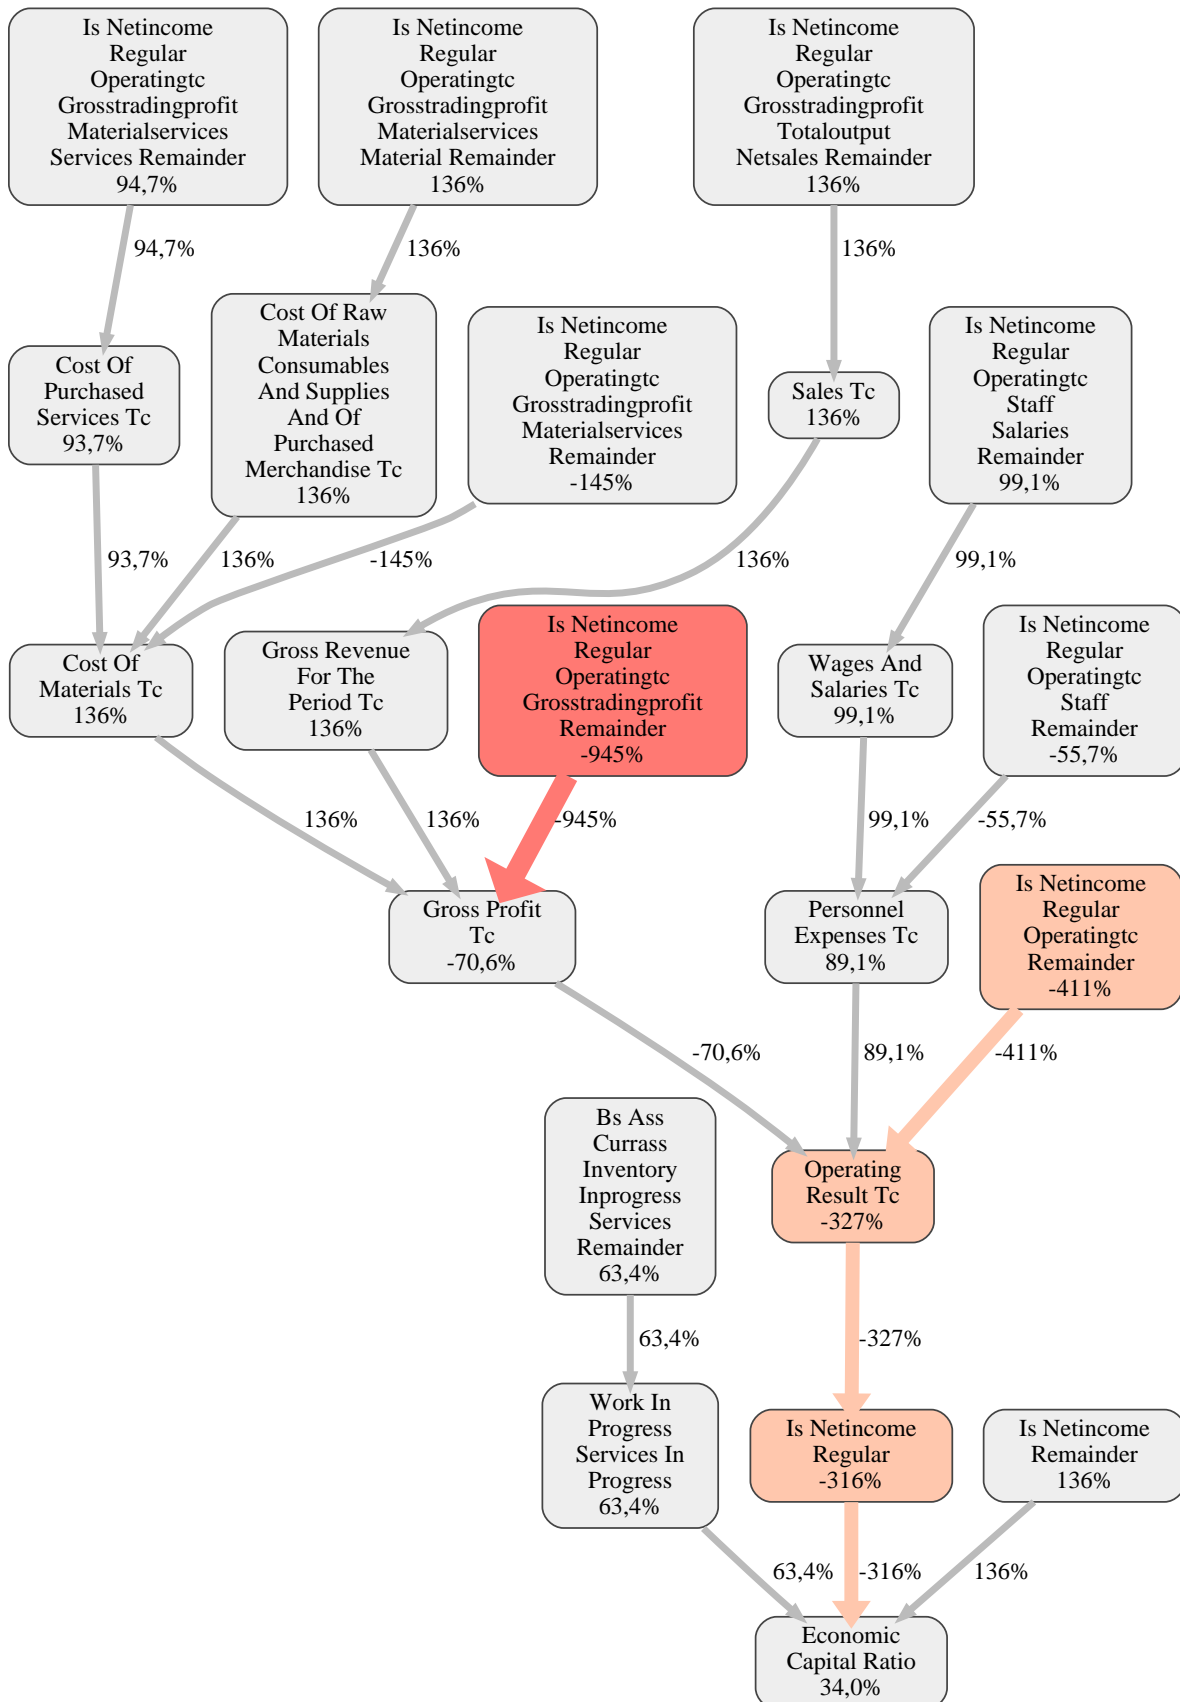 Is Netincome
Regular
Operatingtc
Grosstradingprofit
Materialservices
Services Remainder
94,7%
Is Netincome
Regular
Operatingtc
Grosstradingprofit
Materialservices
Material Remainder
136%
Is Netincome
Regular
Operatingtc
Grosstradingprofit
Totaloutput
Netsales Remainder
136%
94,7%
136%
136%
Cost Of
Purchased
Services Tc
93,7%
Cost Of Raw
Materials
Consumables
And Supplies
And Of
Purchased
Merchandise Tc
136%
Is Netincome
Regular
Operatingtc
Grosstradingprofit
Materialservices
Remainder
-145%
Sales Tc
136%
Is Netincome
Regular
Operatingtc
Staff
Salaries
Remainder
99,1%
93,7%
136%
-145%
136%
99,1%
Cost Of
Materials Tc
136%
Gross Revenue
For The
Period Tc
136%
Is Netincome
Regular
Operatingtc
Grosstradingprofit
Remainder
-945%
Wages And
Salaries Tc
99,1%
Is Netincome
Regular
Operatingtc
Staff
Remainder
-55,7%
136%
136%
-945%
99,1%
-55,7%
Gross Profit
Tc
-70,6%
Personnel
Expenses Tc
89,1%
Is Netincome
Regular
Operatingtc
Remainder
-411%
-70,6%
89,1%
-411%
Bs Ass
Currass
Inventory
Inprogress
Services
Remainder
63,4%
Operating
Result Tc
-327%
63,4%
-327%
Work In
Progress
Services In
Progress
63,4%
Is Netincome
Regular
-316%
Is Netincome
Remainder
136%
63,4%
-316%
136%
Economic
Capital Ratio
34,0%